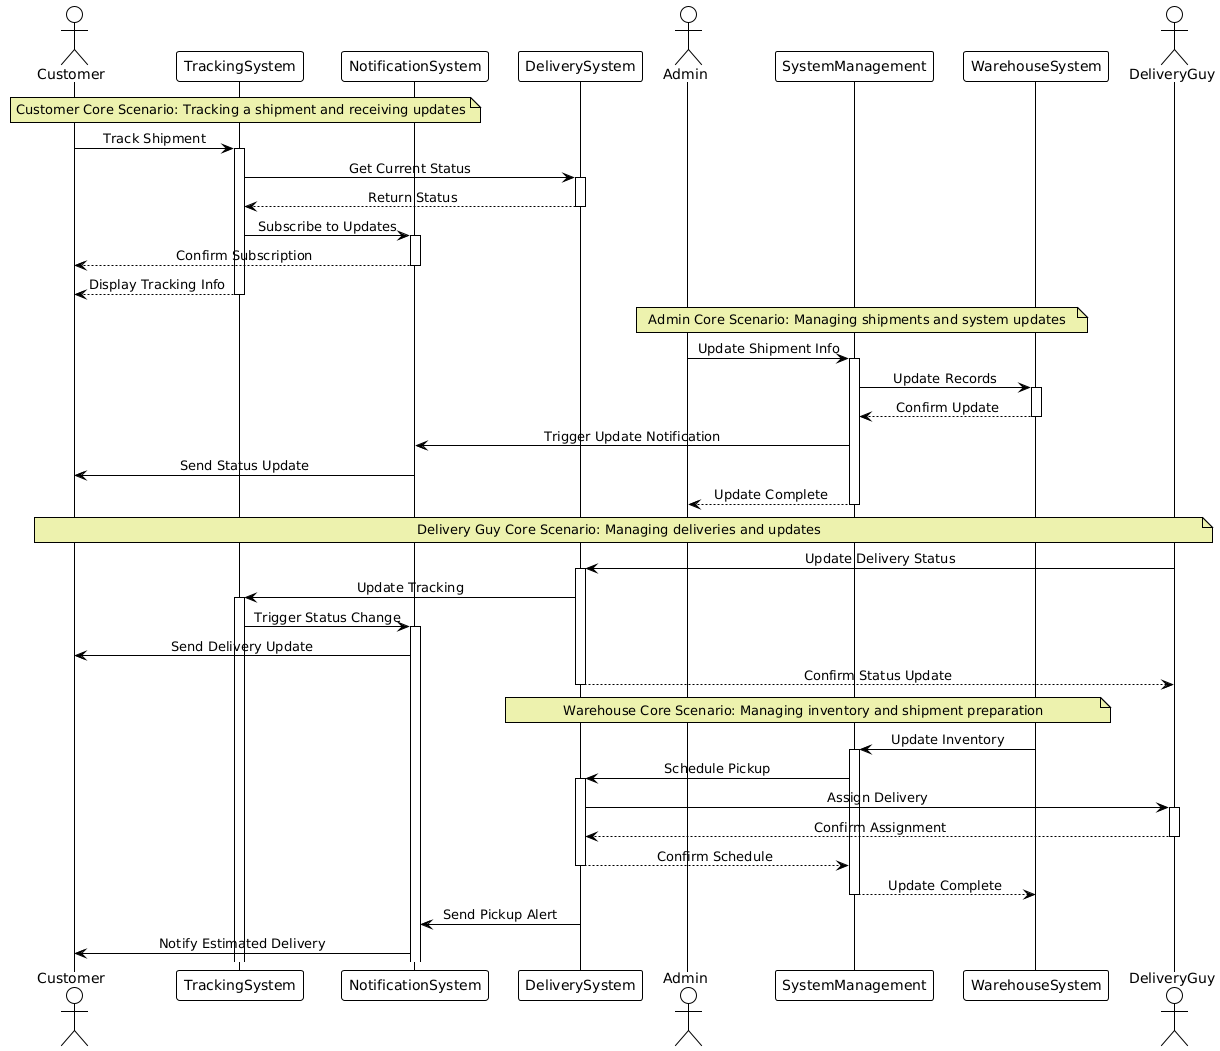 Customer
TrackingSystem
NotificationSystem
DeliverySystem
Admin
SystemManagement
WarehouseSystem
DeliveryGuy
Customer Core Scenario: Tracking a shipment and receiving updates
Track Shipment
Get Current Status
Return Status
Subscribe to Updates
Confirm Subscription
Display Tracking Info
Admin Core Scenario: Managing shipments and system updates
Update Shipment Info
Update Records
Confirm Update
Trigger Update Notification
Send Status Update
Update Complete
Delivery Guy Core Scenario: Managing deliveries and updates
Update Delivery Status
Update Tracking
Trigger Status Change
Send Delivery Update
Confirm Status Update
Warehouse Core Scenario: Managing inventory and shipment preparation
Update Inventory
Schedule Pickup
Assign Delivery
Confirm Assignment
Confirm Schedule
Update Complete
Send Pickup Alert
Notify Estimated Delivery
Customer
TrackingSystem
NotificationSystem
DeliverySystem
Admin
SystemManagement
WarehouseSystem
DeliveryGuy